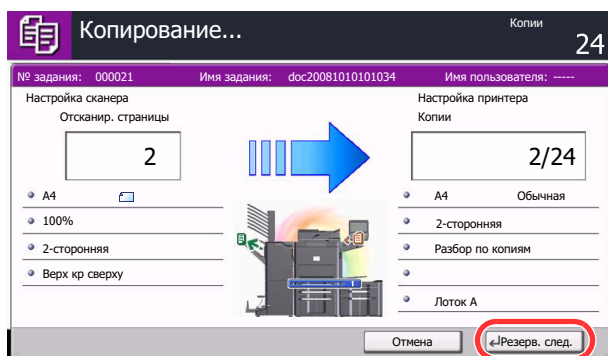 Копирование...
Копии
24
№ задания: 000021 Имя задания: doc20081010101034 Имя пользователя: -----
Настройка сканера
Отсканир. страницы
2
A4
100%
2-сторонняя
Верх кр сверху
1
Настройка принтера
Копии
2/24
A4 Обычная
2-сторонняя
Разбор по копиям
Лоток A
Отмена
Резерв. след.